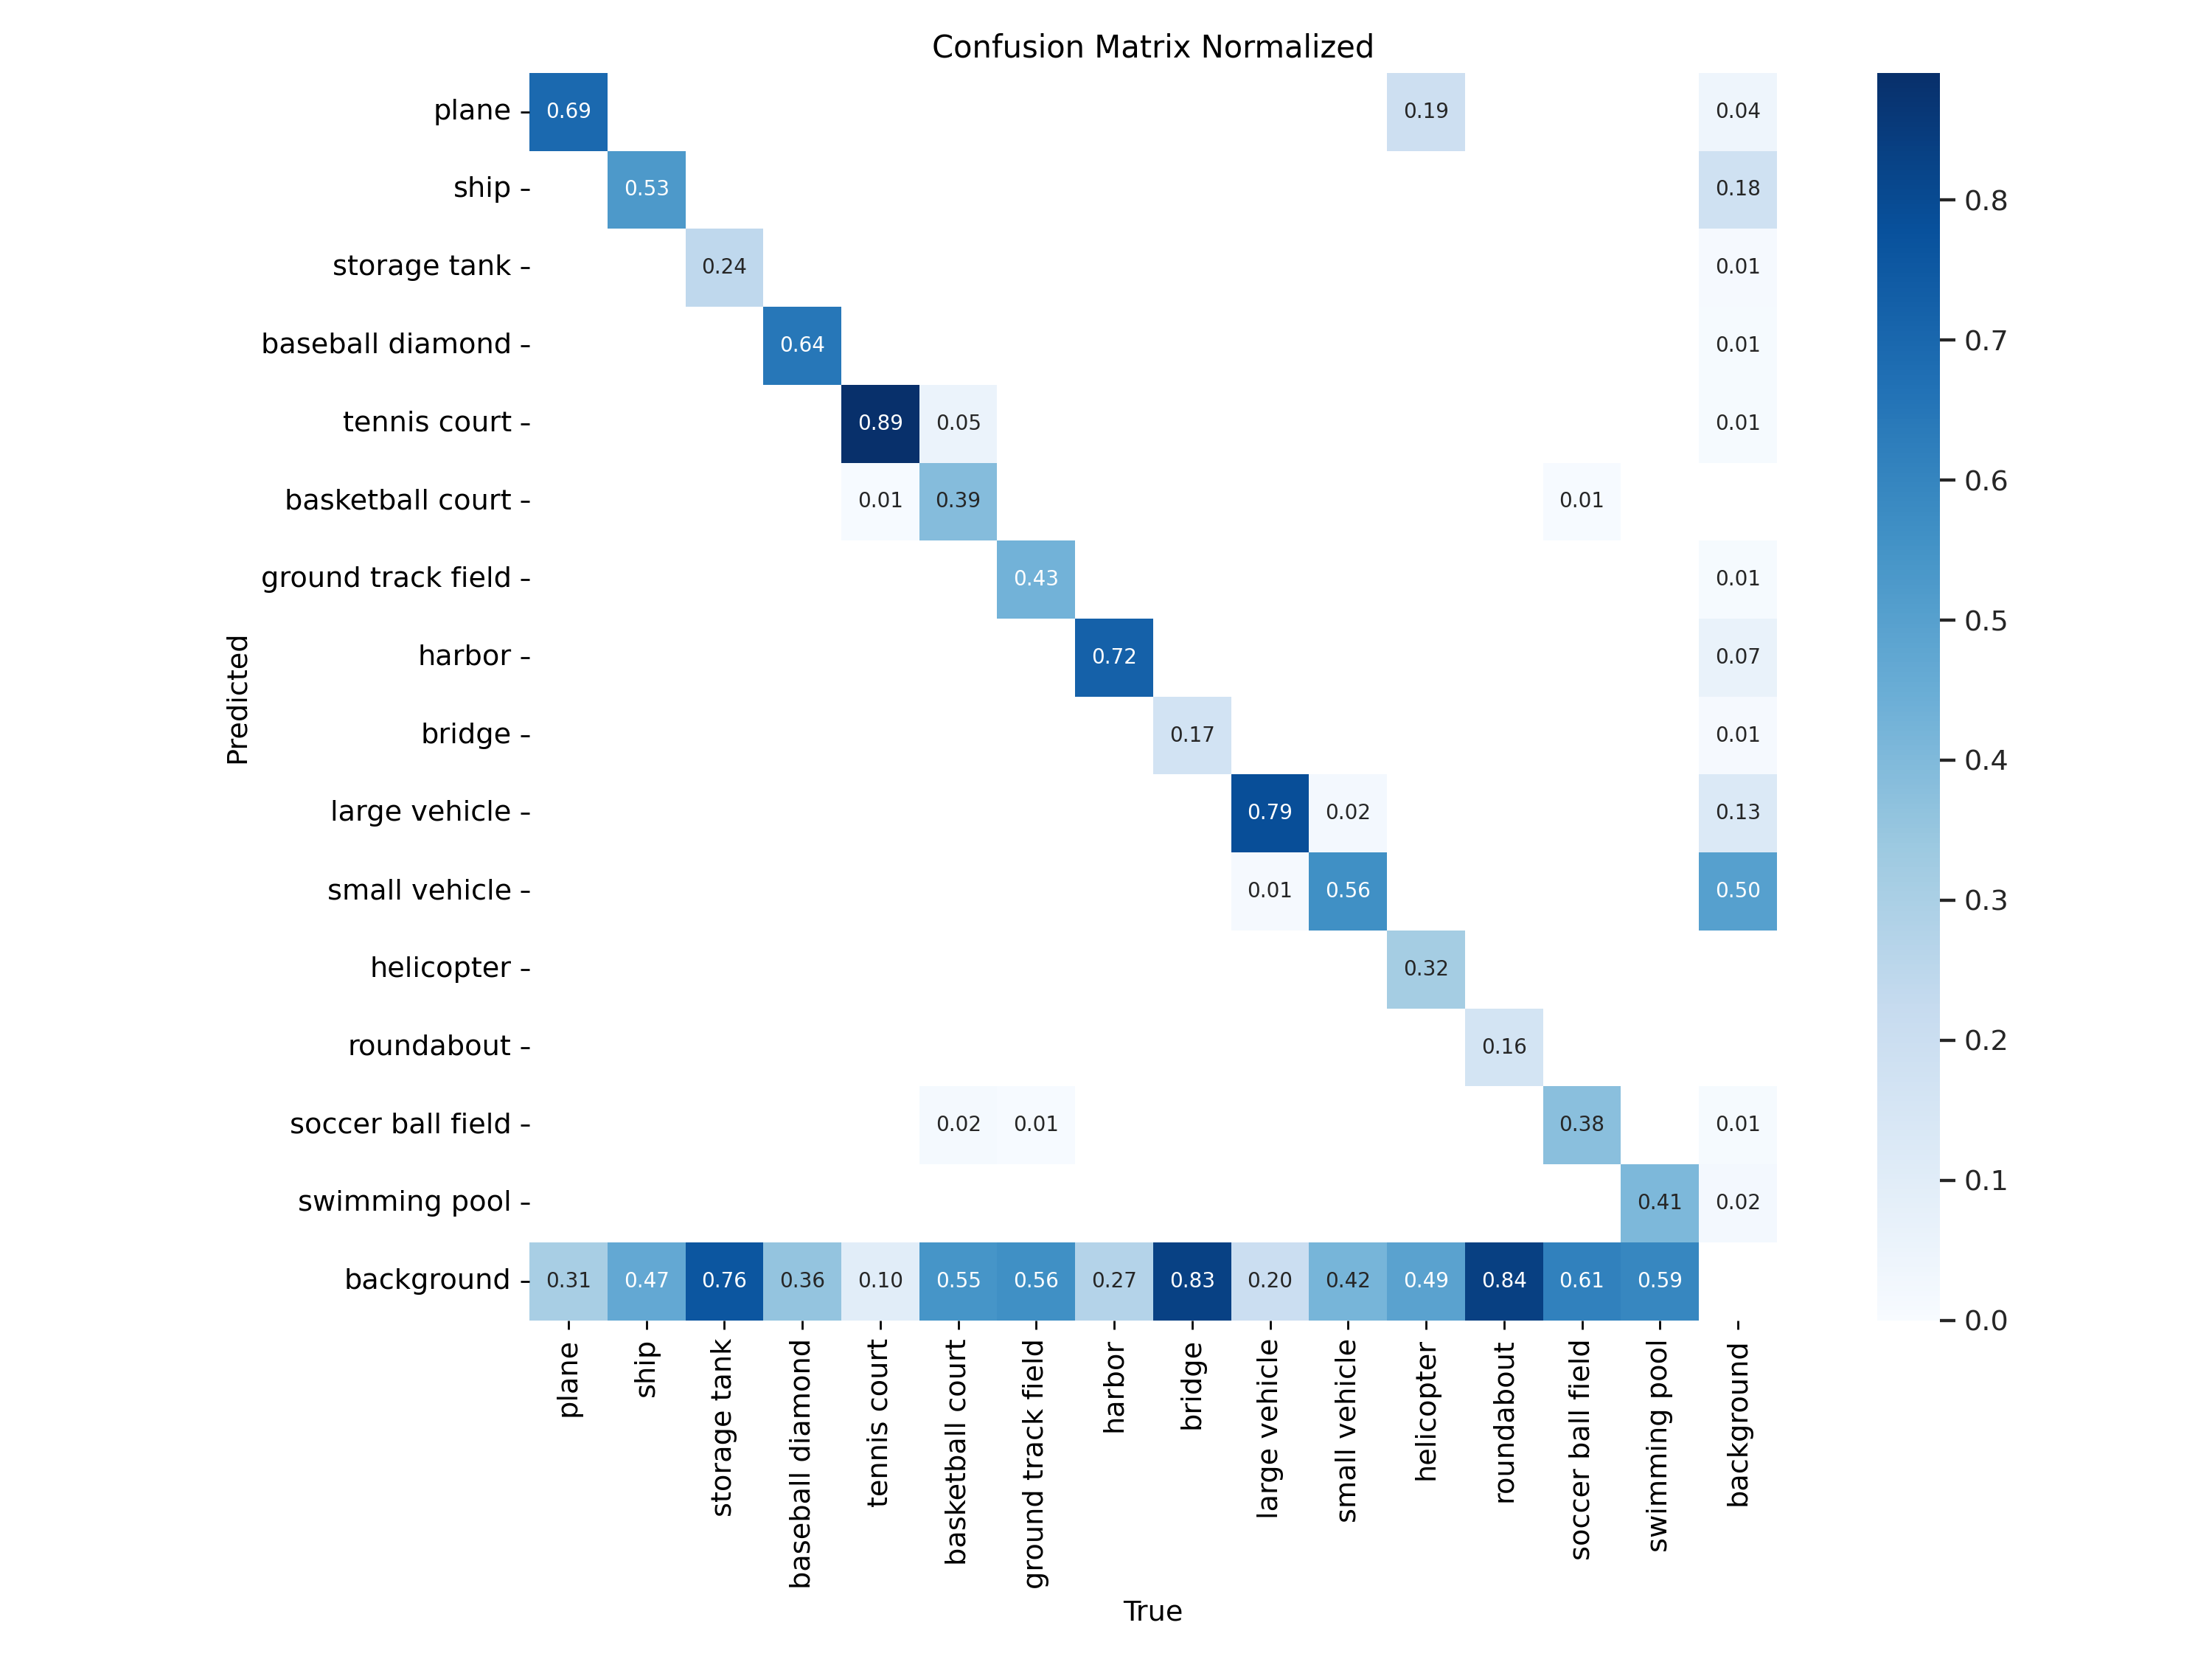 Confusion Matrix Normalized
plane 0.69 0.19 0.04
ship 0.53 0.18
storage tank 0.24 0.01
baseball diamond 0.64 0.01
tennis court 0.89 0.05 0.01
basketball court 0.01 0.39 0.01
ground track field 0.43 0.01
harbor 0.72 0.07
bridge 0.17 0.01
large vehicle 0.79 0.02 0.13
small vehicle 0.01 0.56 0.50
helicopter 0.32
roundabout 0.16
soccer ball field 0.02 0.01 0.38 0.01
swimming pool 0.41 0.02
background 0.31 0.47 0.76 0.36 0.10 0.55 0.56 0.27 0.83 0.20 0.42 0.49 0.84 0.61 0.59
Predicted
plane
ship
storage tank
baseball diamond
tennis court
basketball court
ground track field
harbor
bridge
large vehicle
small vehicle
helicopter
roundabout
soccer ball field
swimming pool
background
True
0.8
0.7
0.6
0.5
0.4
0.3
0.2
0.1
0.0